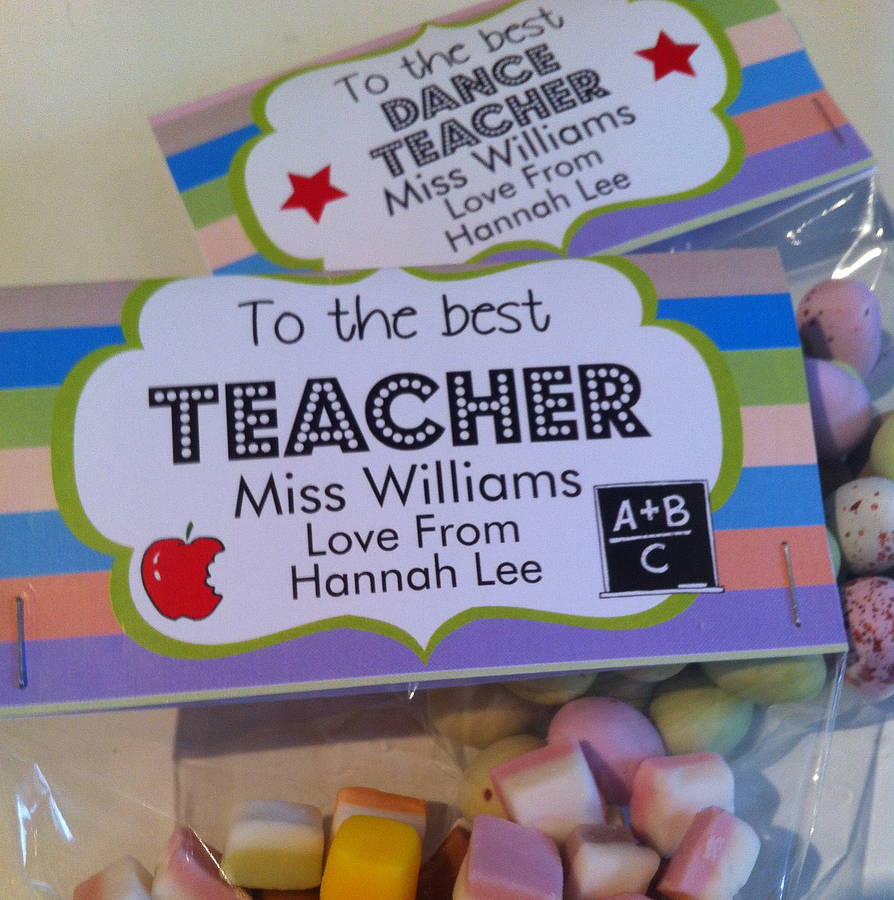 To the best
DANCE
TEACHER
Miss Williams
Love From
Hannah Lee
To the best
TEACHER
Miss Williams
Love From
Hannah Lee
A+B
C